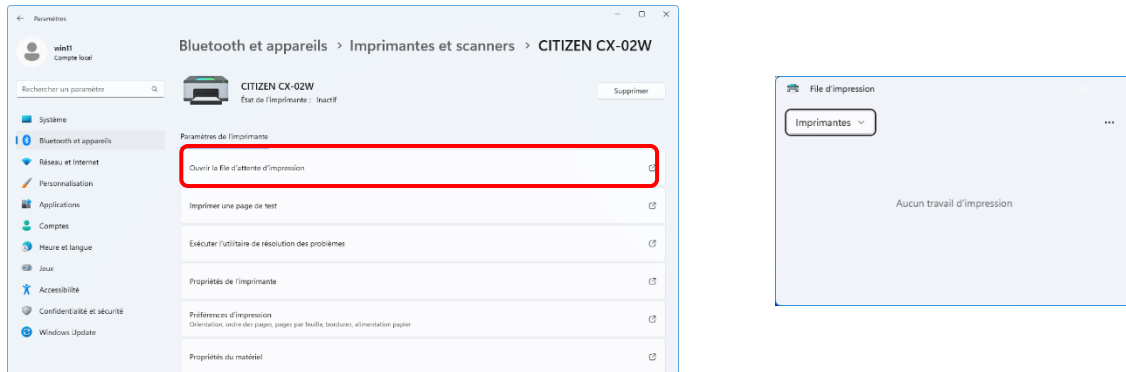 Paramètres
win11
Compte local
Rechercher un paramètre
Système
Bluetooth et appareils
Réseau et Internet
Personnalisation
Applications
Comptes
Heure et langue
Jeux
Accessibilité
Confidentialité et sécurité
Windows Update
Bluetooth et appareils > Imprimantes et scanners > CITIZEN CX-02W
CITIZEN CX-02W
État de l'imprimante : Inactif
Supprimer
Paramètres de l'imprimante
Ouvrir la file d'attente d'impression
Imprimer une page de test
Exécuter l'utilitaire de résolution des problèmes
Propriétés de l'imprimante
Préférences d'impression
Orientation, ordre des pages, pages par feuille, bordures, alimentation papier
Propriétés du matériel
File d'impression
Imprimantes
Aucun travail d'impression